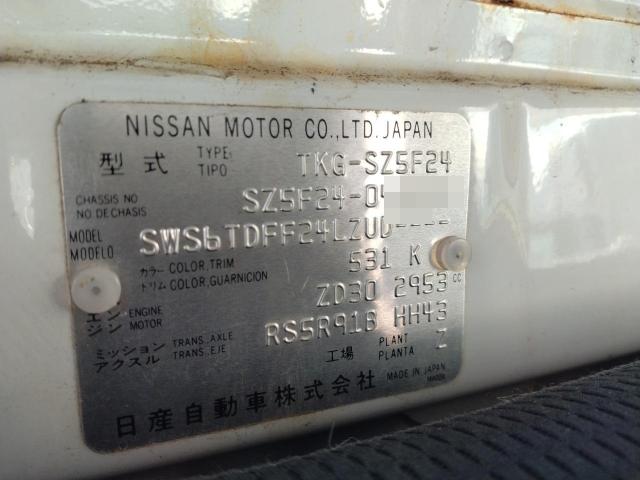 NISSAN MOTOR CO.,LTD.JAPAN
型式 TYPE: TIPO TKG-SZ5F24
CHASSIS NO
NO DE CHASIS SZ5F24-0
MODEL
MODELO SWS6TDFF24LZUD----
カラー COLOR,TRIM
トリム COLOR,GUARNICION 531 K
エンジン ENGINE MOTOR ZD30 2953 CC
ミッション TRANS.,AXLE
アクスル TRANS.,EJE RS5R91B HH43
工場 PLANT PLANTA Z
日産自動車株式会社 MADE IN JAPAN